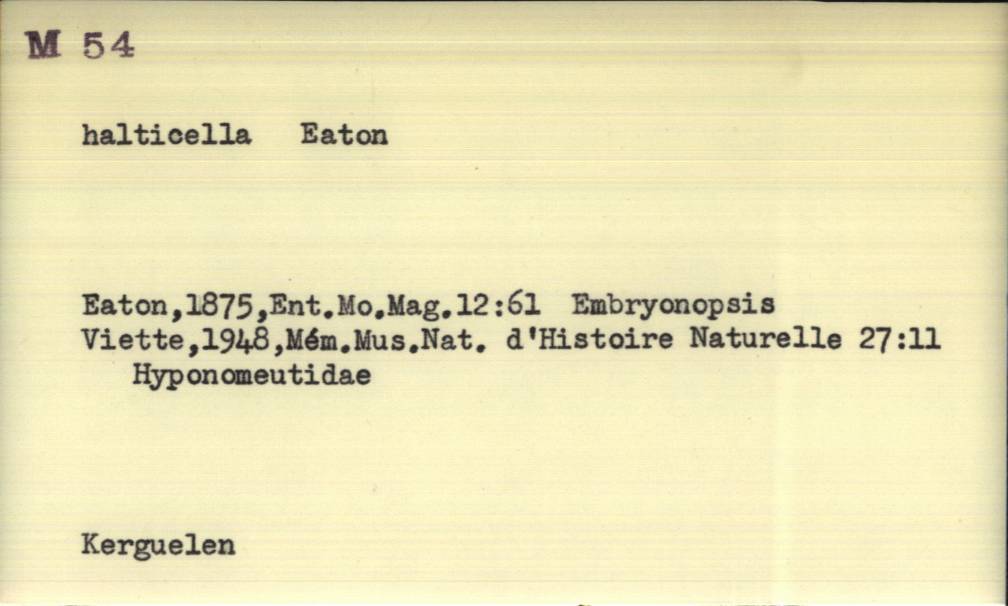 M 54
halticella Eaton
Eaton,1875,Ent.Mo.Mag.12:61 Embryonopsis
Viette,1948,Mém.Mus.Nat. d'Histoire Naturelle 27:11
Hyponomeutidae
Kerguelen